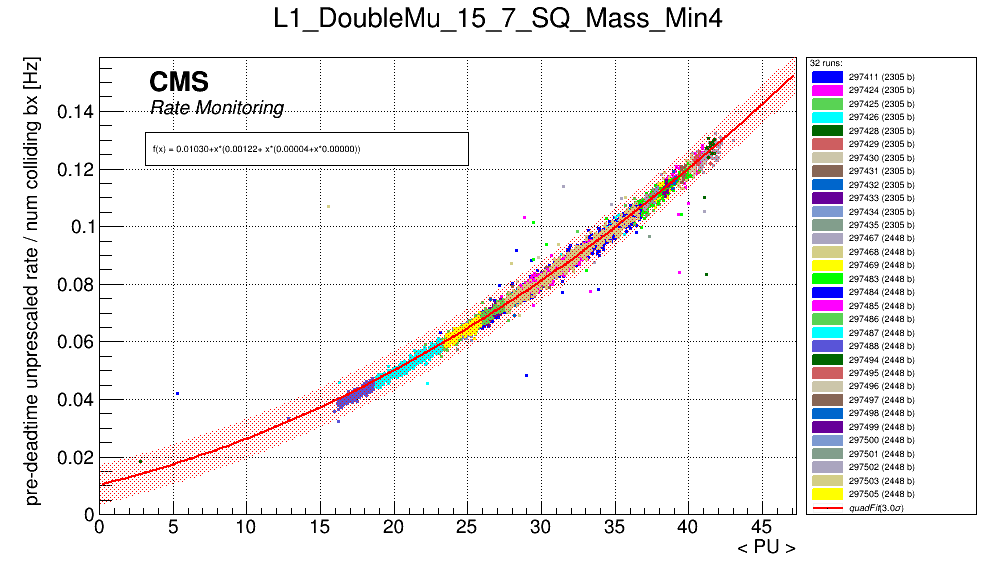 L1_DoubleMu_15_7_SQ_Mass_Min4
pre-deadtime unprescaled rate / num colliding bx [Hz]
CMS
Rate Monitoring
f(x) = 0.01030+x*(0.00122+ x*(0.00004+x*0.00000))
0.14
0.12
0.1
0.08
0.06
0.04
0.02
0
0 5 10 15 20 25 30 35 40 45
< PU >
32 runs:
297411 (2305 b)
297424 (2305 b)
297425 (2305 b)
297426 (2305 b)
297428 (2305 b)
297429 (2305 b)
297430 (2305 b)
297431 (2305 b)
297432 (2305 b)
297433 (2305 b)
297434 (2305 b)
297435 (2305 b)
297467 (2448 b)
297468 (2448 b)
297469 (2448 b)
297483 (2448 b)
297484 (2448 b)
297485 (2448 b)
297486 (2448 b)
297487 (2448 b)
297488 (2448 b)
297494 (2448 b)
297495 (2448 b)
297496 (2448 b)
297497 (2448 b)
297498 (2448 b)
297499 (2448 b)
297500 (2448 b)
297501 (2448 b)
297502 (2448 b)
297503 (2448 b)
297505 (2448 b)
quadFit(3.0σ)